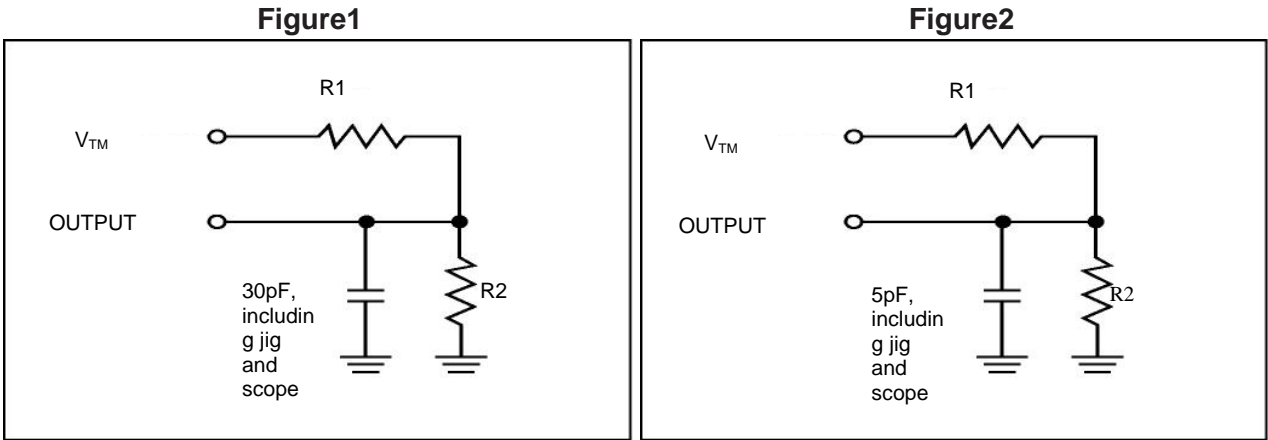 Figure1
R1
V_TM
OUTPUT
30pF,
includin
g jig
and
scope
R2
Figure2
R1
V_TM
OUTPUT
5pF,
includin
g jig
and
scope
R2